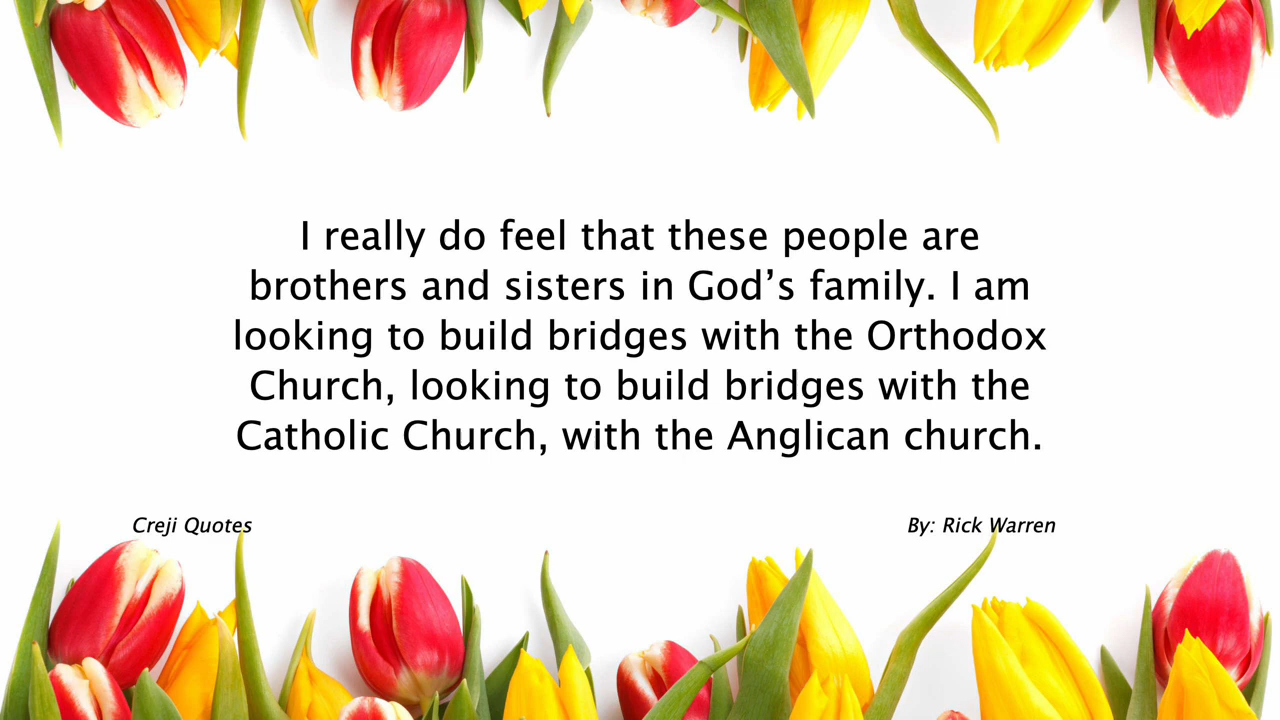 I really do feel that these people are
brothers and sisters in God’s family. I am
looking to build bridges with the Orthodox
Church, looking to build bridges with the
Catholic Church, with the Anglican church.
Creji Quotes
By: Rick Warren